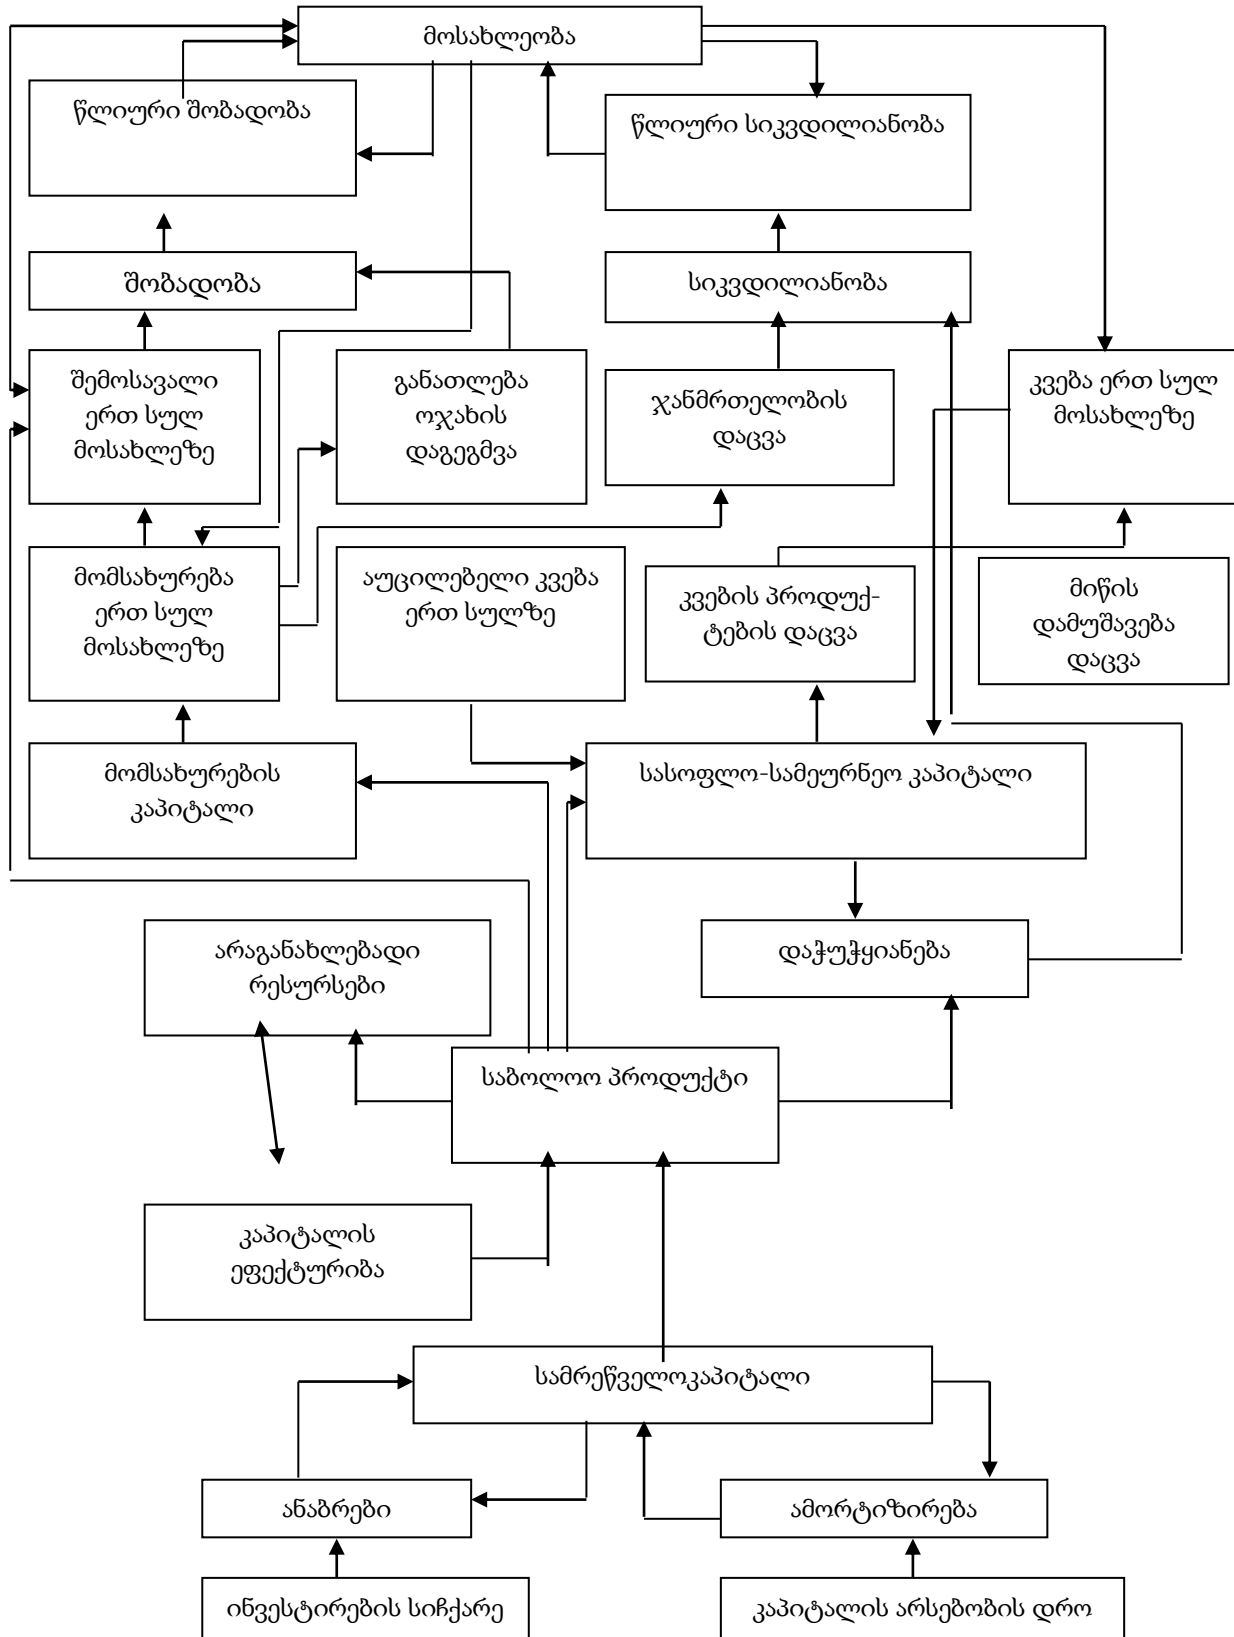 მოსახლეობა
წლიური შობადობა
წლიური სიკვდილიანობა
შობადობა
სიკვდილიანობა
შემოსავალი
ერთ სულ
მოსახლეზე
განათლება
ოჯახის
დაგეგმვა
ჯანმრთელობის
დაცვა
კვება ერთ სულ
მოსახლეზე
მომსახურება
ერთ სულ
მოსახლეზე
აუცილებელი კვება
ერთ სულზე
კვების პროდუქ-
ტების დაცვა
მიწის
დამუშავება
დაცვა
მომსახურების
კაპიტალი
სასოფლო-სამეურნეო კაპიტალი
არაგანახლებადი
რესურსები
დაჭუჭყიანება
საბოლოო პროდუქტი
კაპიტალის
ეფექტურიბა
სამრეწველოკაპიტალი
ანაბრები
ამორტიზირება
ინვესტირების სიჩქარე
კაპიტალის არსებობის დრო